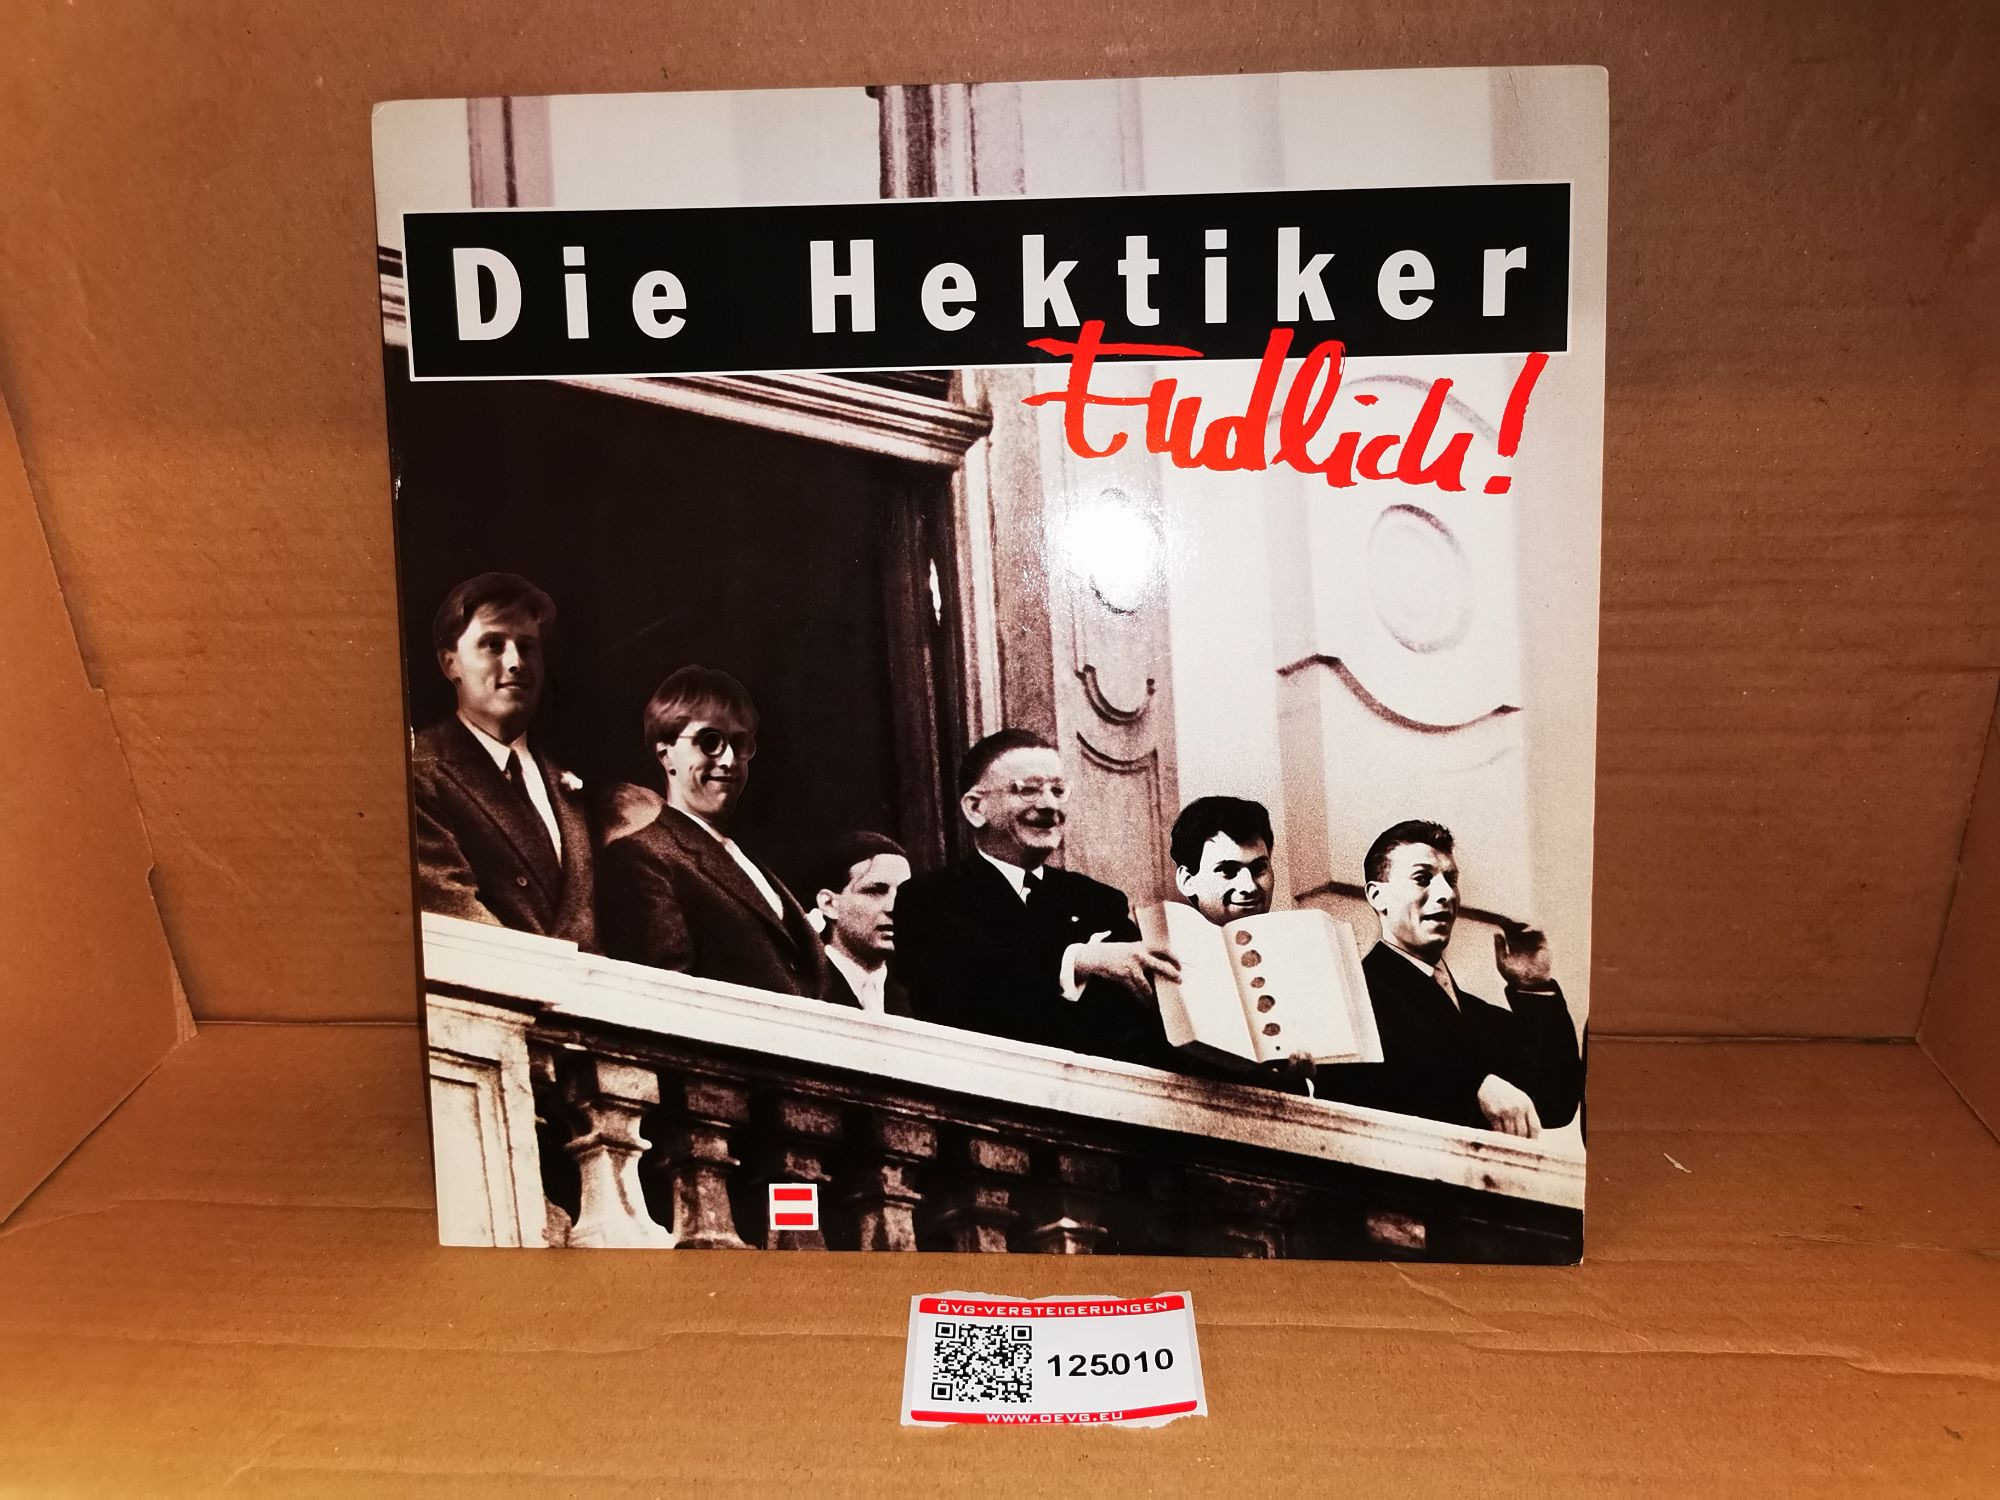 Die Hektiker
Endlich!
ÖVG-VERSTEIGERUNGEN
125.010
WWW.OEVG.EU